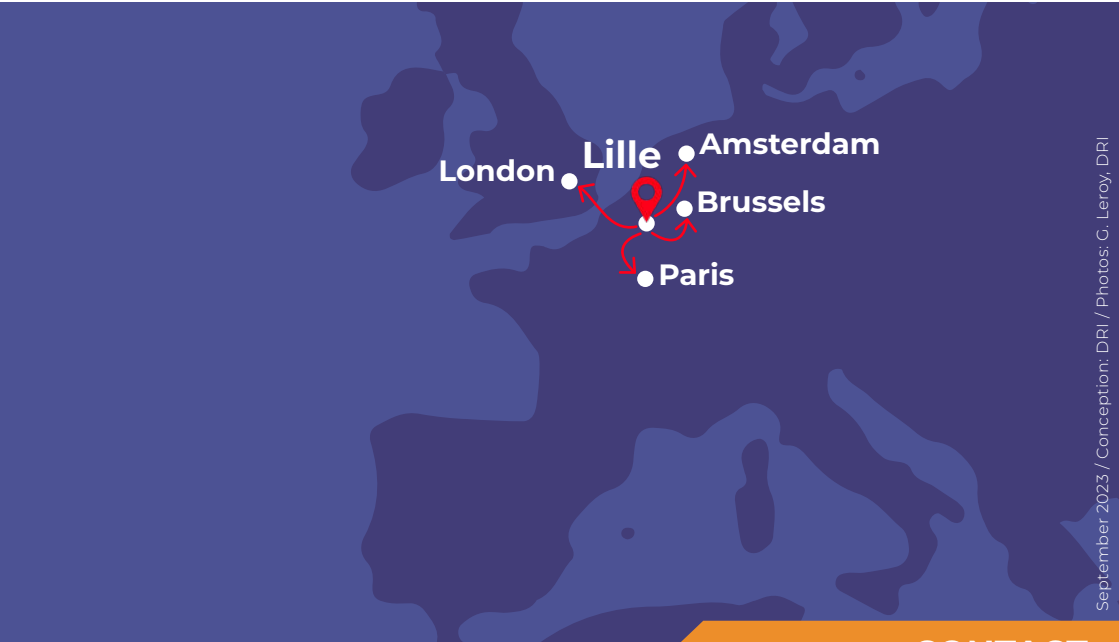 Lille
Amsterdam
London
Brussels
Paris
September 2023 / Conception: DRI / Photos: G. Leroy, DRI